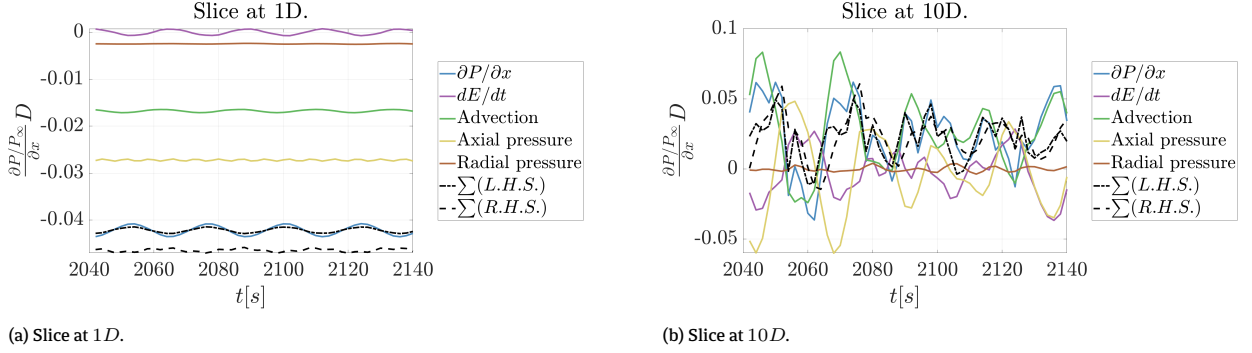 Slice at 1D.
0
-0.01
-0.02
-0.03
-0.04
∂P/P∞
∂x
D
2040 2060 2080 2100 2120 2140
t[s]
∂P/∂x
dE/dt
Advection
Axial pressure
Radial pressure
∑(L.H.S.)
∑(R.H.S.)
(a) Slice at 1D.
Slice at 10D.
0.1
0.05
0
-0.05
∂P/P∞
∂x
D
2040 2060 2080 2100 2120 2140
t[s]
∂P/∂x
dE/dt
Advection
Axial pressure
Radial pressure
∑(L.H.S.)
∑(R.H.S.)
(b) Slice at 10D.